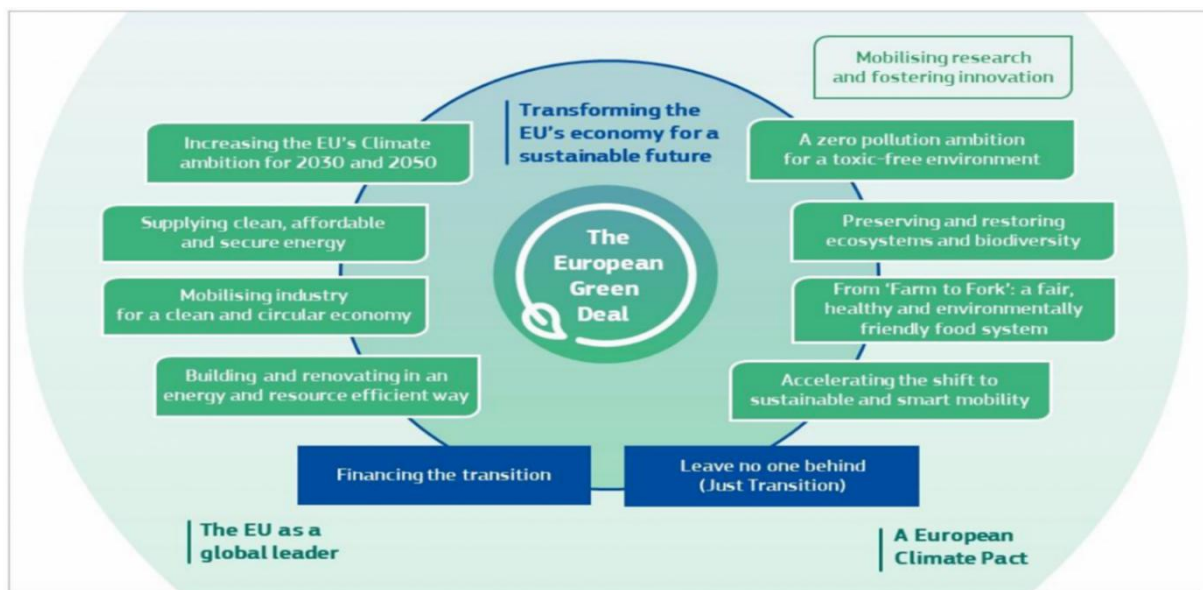 Mobilising research
and fostering innovation
Transforming the
EU's economy for a
sustainable future
Increasing the EU's Climate
ambition for 2030 and 2050
A zero pollution ambition
for a toxic-free environment
Supplying clean, affordable
and secure energy
Preserving and restoring
ecosystems and biodiversity
The
European
Green
Deal
Mobilising industry
for a clean and circular economy
From 'Farm to Fork': a fair,
healthy and environmentally
friendly food system
Building and renovating in an
energy and resource efficient way
Accelerating the shift to
sustainable and smart mobility
Financing the transition
Leave no one behind
(Just Transition)
The EU as a
global leader
A European
Climate Pact